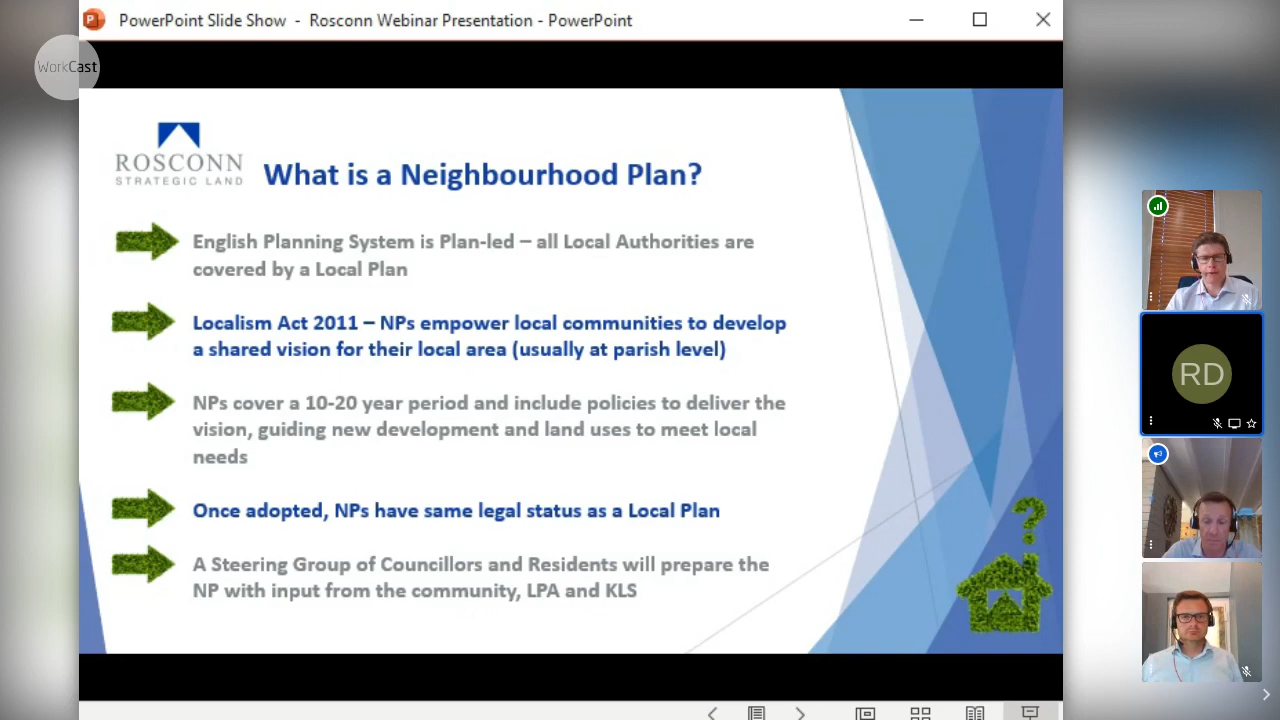 PowerPoint Slide Show - Rosconn Webinar Presentation - PowerPoint
WorkCast
ROSCONN
STRATEGIC LAND
What is a Neighbourhood Plan?
English Planning System is Plan-led – all Local Authorities are
covered by a Local Plan
Localism Act 2011 – NPs empower local communities to develop
a shared vision for their local area (usually at parish level)
NPs cover a 10-20 year period and include policies to deliver the
vision, guiding new development and land uses to meet local
needs
Once adopted, NPs have same legal status as a Local Plan
A Steering Group of Councillors and Residents will prepare the
NP with input from the community, LPA and KLS
?
RD